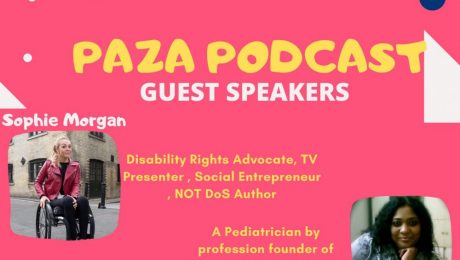 PAZA PODCAST
GUEST SPEAKERS
Sophie Morgan
Disability Rights Advocate, TV
Presenter , Social Entrepreneur
, NOT DoS Author
A Pediatrician by
profession founder of